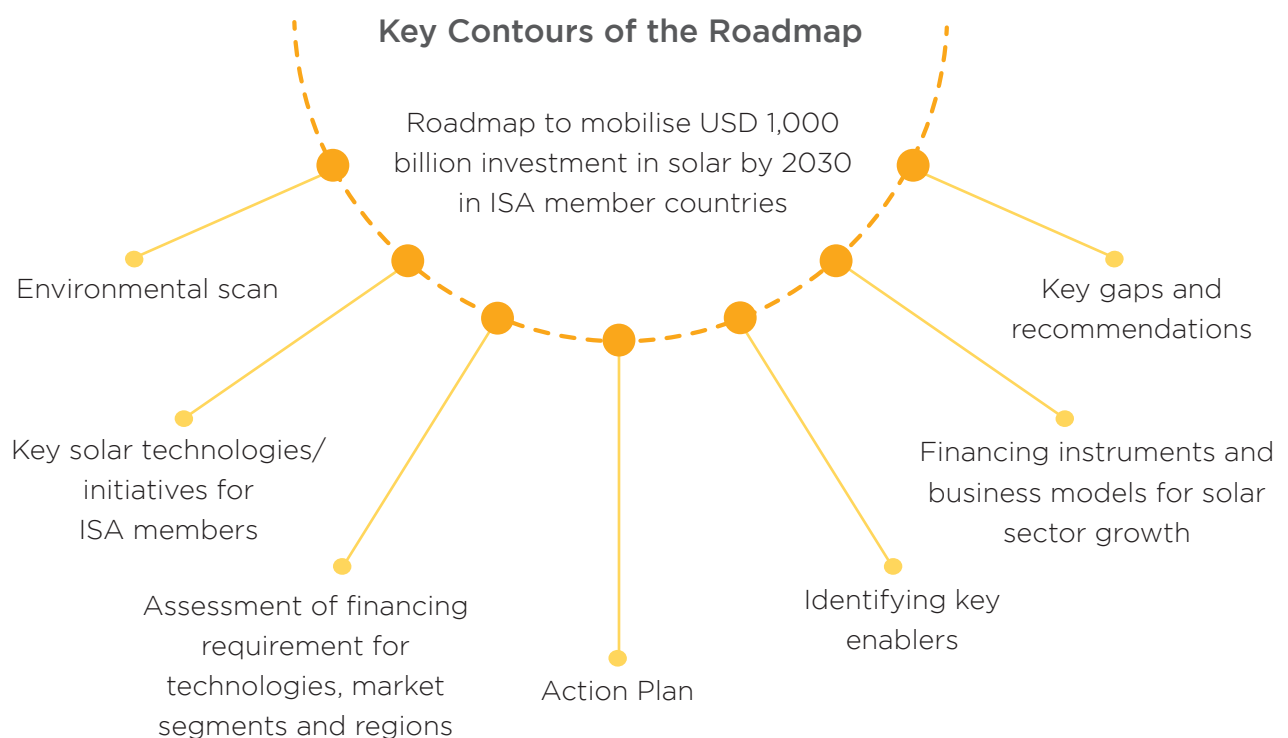 Key Contours of the Roadmap
Roadmap to mobilise USD 1,000
billion investment in solar by 2030
in ISA member countries
Environmental scan
Key solar technologies/
initiatives for
ISA members
Assessment of financing
requirement for
technologies, market
segments and regions
Action Plan
Identifying key
enablers
Financing instruments and
business models for solar
sector growth
Key gaps and
recommendations